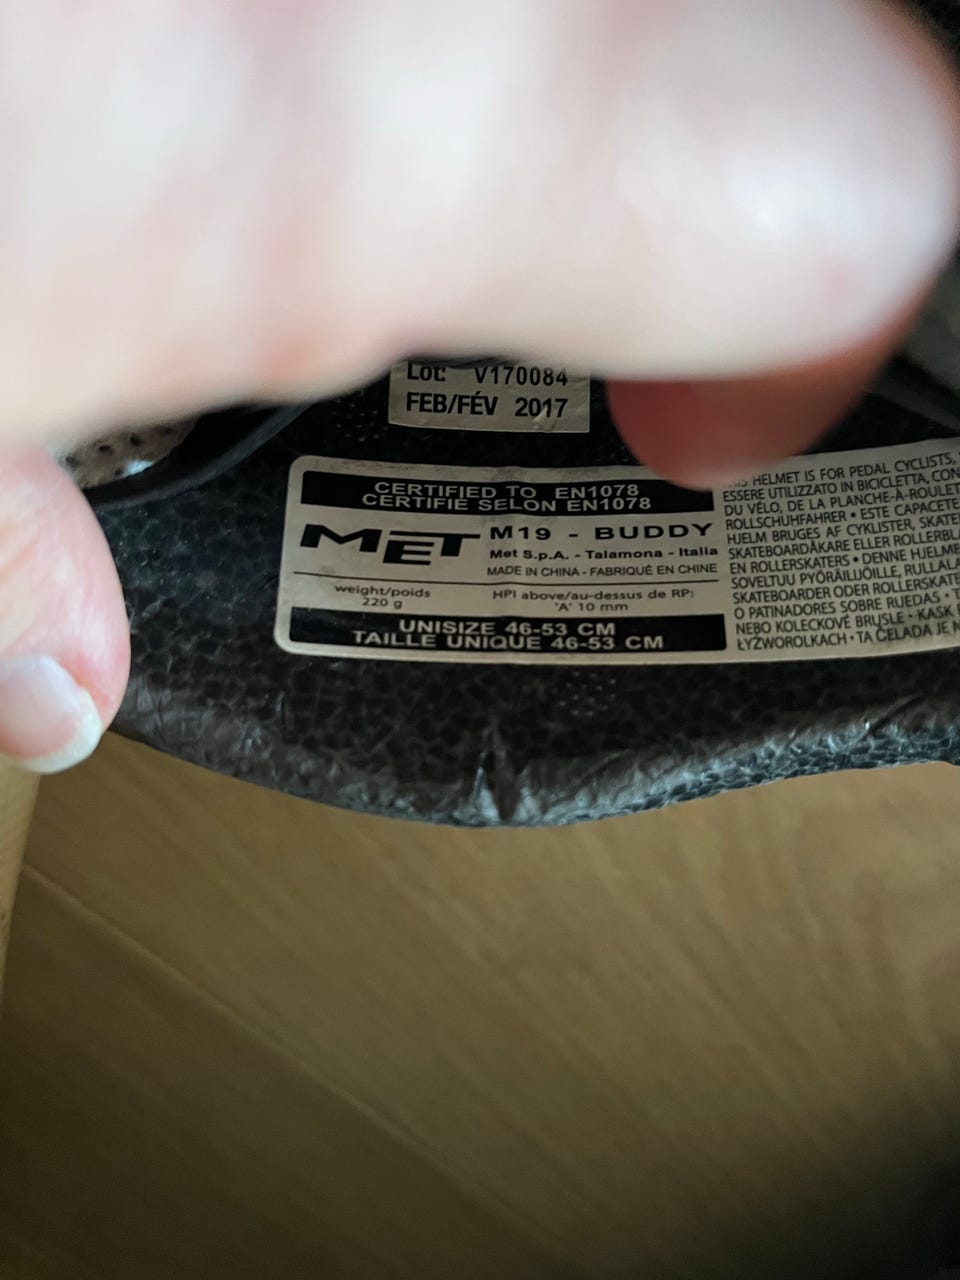 Lot: V170084
FEB/FÉV 2017
CERTIFIED TO EN1078
CERTIFIE SELON EN1078
MET
M19 - BUDDY
Met S.p.A. - Talamona - Italia
MADE IN CHINA - FABRIQUÉ EN CHINE
weight/poids
220 g
HPI above/au-dessus de RP:
'A' 10 mm
UNISIZE 46-53 CM
TAILLE UNIQUE 46-53 CM
HELMET IS FOR PEDAL CYCLISTS,
ESSERE UTILIZZATO IN BICICLETTA, CON
DU VÉLO, DE LA PLANCHE-À-ROULET
ROLLSCHUHFAHRER • ESTE CAPACETE
HJELM BRUGES AF CYKLISTER, SKATE
SKATEBOARDÅKARE ELLER ROLLERBLA
EN ROLLERSKATERS • DENNE HJELME
SOVELTUU PYÖRÄILIJÖILLE, RULLALA
SKATEBOARDER ODER ROLLERSKATE
O PATINADORES SOBRE RUEDAS • T
NEBO KOLECKOVÉ BRUSLE • KASK
ŁYŻWOROLKACH • TA ČELADA JE